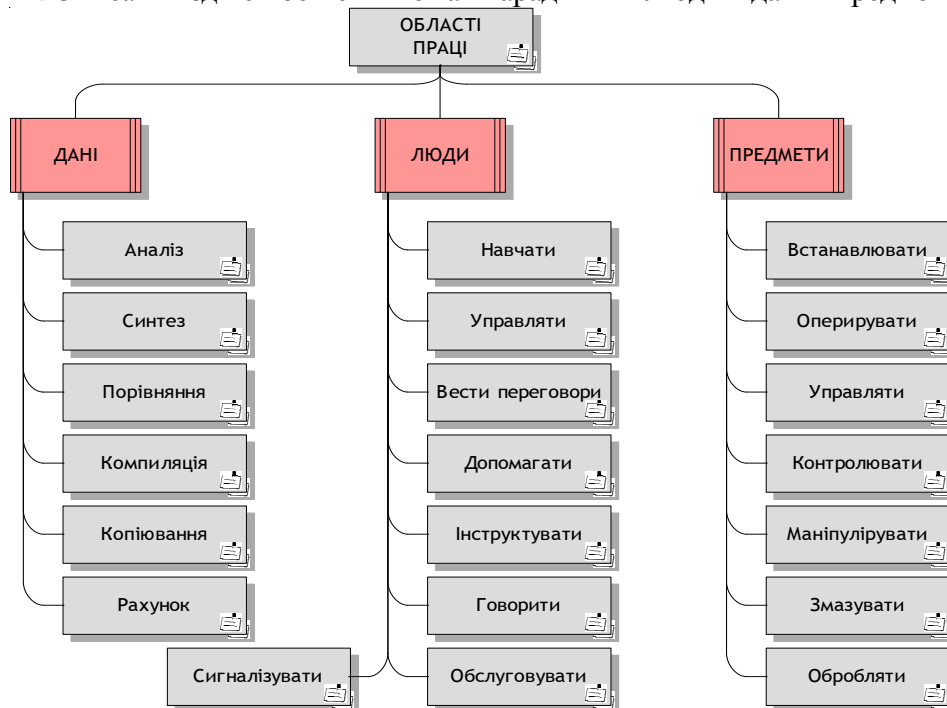 ОБЛАСТІ
ПРАЦІ
ДАНІ
ЛЮДИ
ПРЕДМЕТИ
Аналіз
Синтез
Порівняння
Компиляція
Копіювання
Рахунок
Навчати
Управляти
Вести переговори
Допомагати
Інструктувати
Говорити
Обслуговувати
Сигналізувати
Встанавлювати
Оперирувати
Управляти
Контролювати
Маніпулірувати
Змазувати
Обробляти